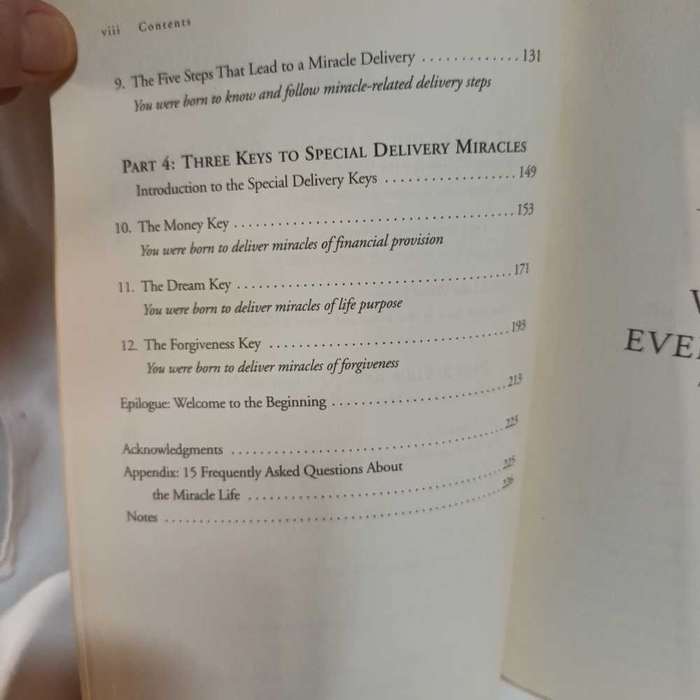 viii Contents
9. The Five Steps That Lead to a Miracle Delivery ............. 131
You were born to know and follow miracle-related delivery steps
PART 4: THREE KEYS TO SPECIAL DELIVERY MIRACLES
Introduction to the Special Delivery Keys .................. 149
10. The Money Key ...................................... 153
You were born to deliver miracles of financial provision
11. The Dream Key ...................................... 171
You were born to deliver miracles of life purpose
12. The Forgiveness Key .................................. 193
You were born to deliver miracles of forgiveness
Epilogue: Welcome to the Beginning ......................... 213
Acknowledgments ........................................
Appendix: 15 Frequently Asked Questions About
the Miracle Life ...................................... 225
Notes ..................................................
EVE